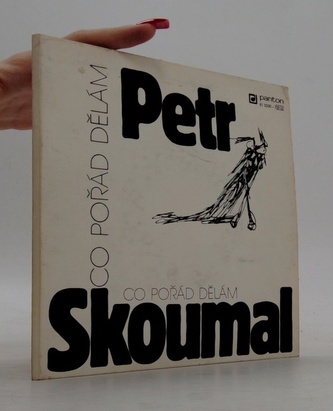 Petr
panton
CO POŘÁD DĚLÁM
CO POŘÁD DĚLÁM
Skoumal